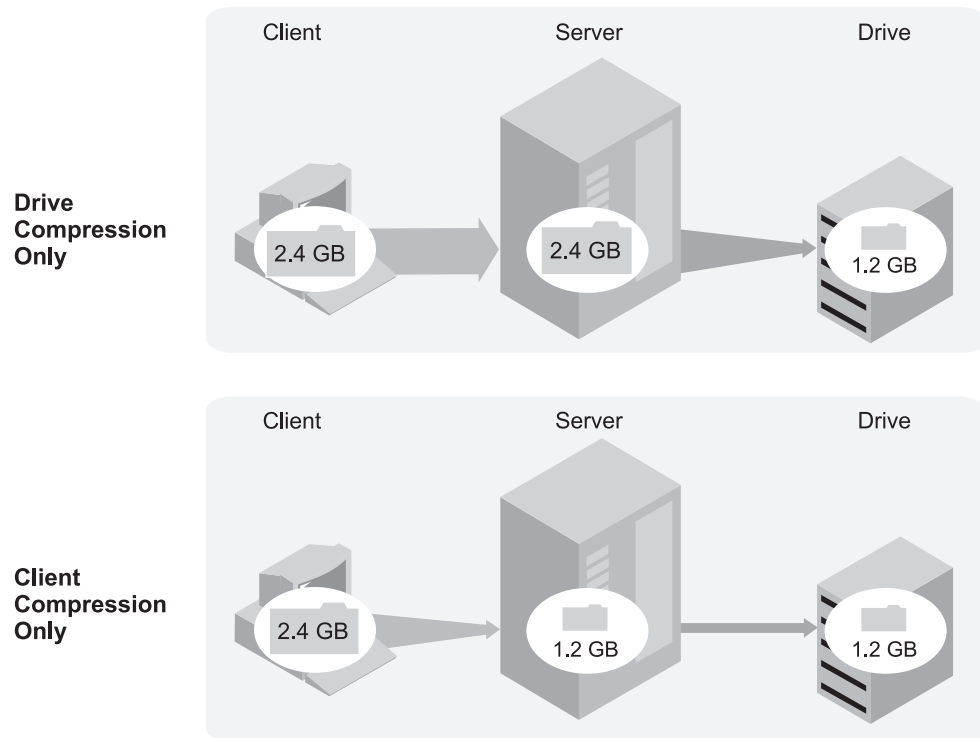 Client Server Drive
Drive
Compression
Only
2.4 GB 2.4 GB 1.2 GB
Client Server Drive
Client
Compression
Only
2.4 GB 1.2 GB 1.2 GB